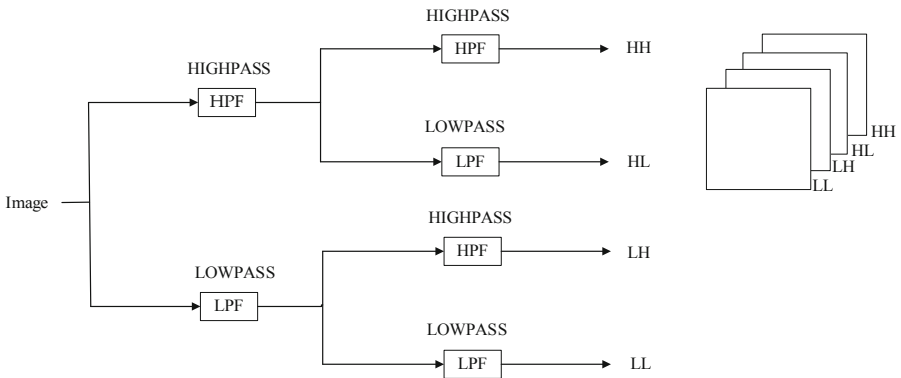 HIGHPASS
HPF
HH
HIGHPASS
HPF
LOWPASS
LPF
HL
Image
HIGHPASS
HPF
LH
LOWPASS
LPF
LOWPASS
LPF
LL
HH
HL
LH
LL